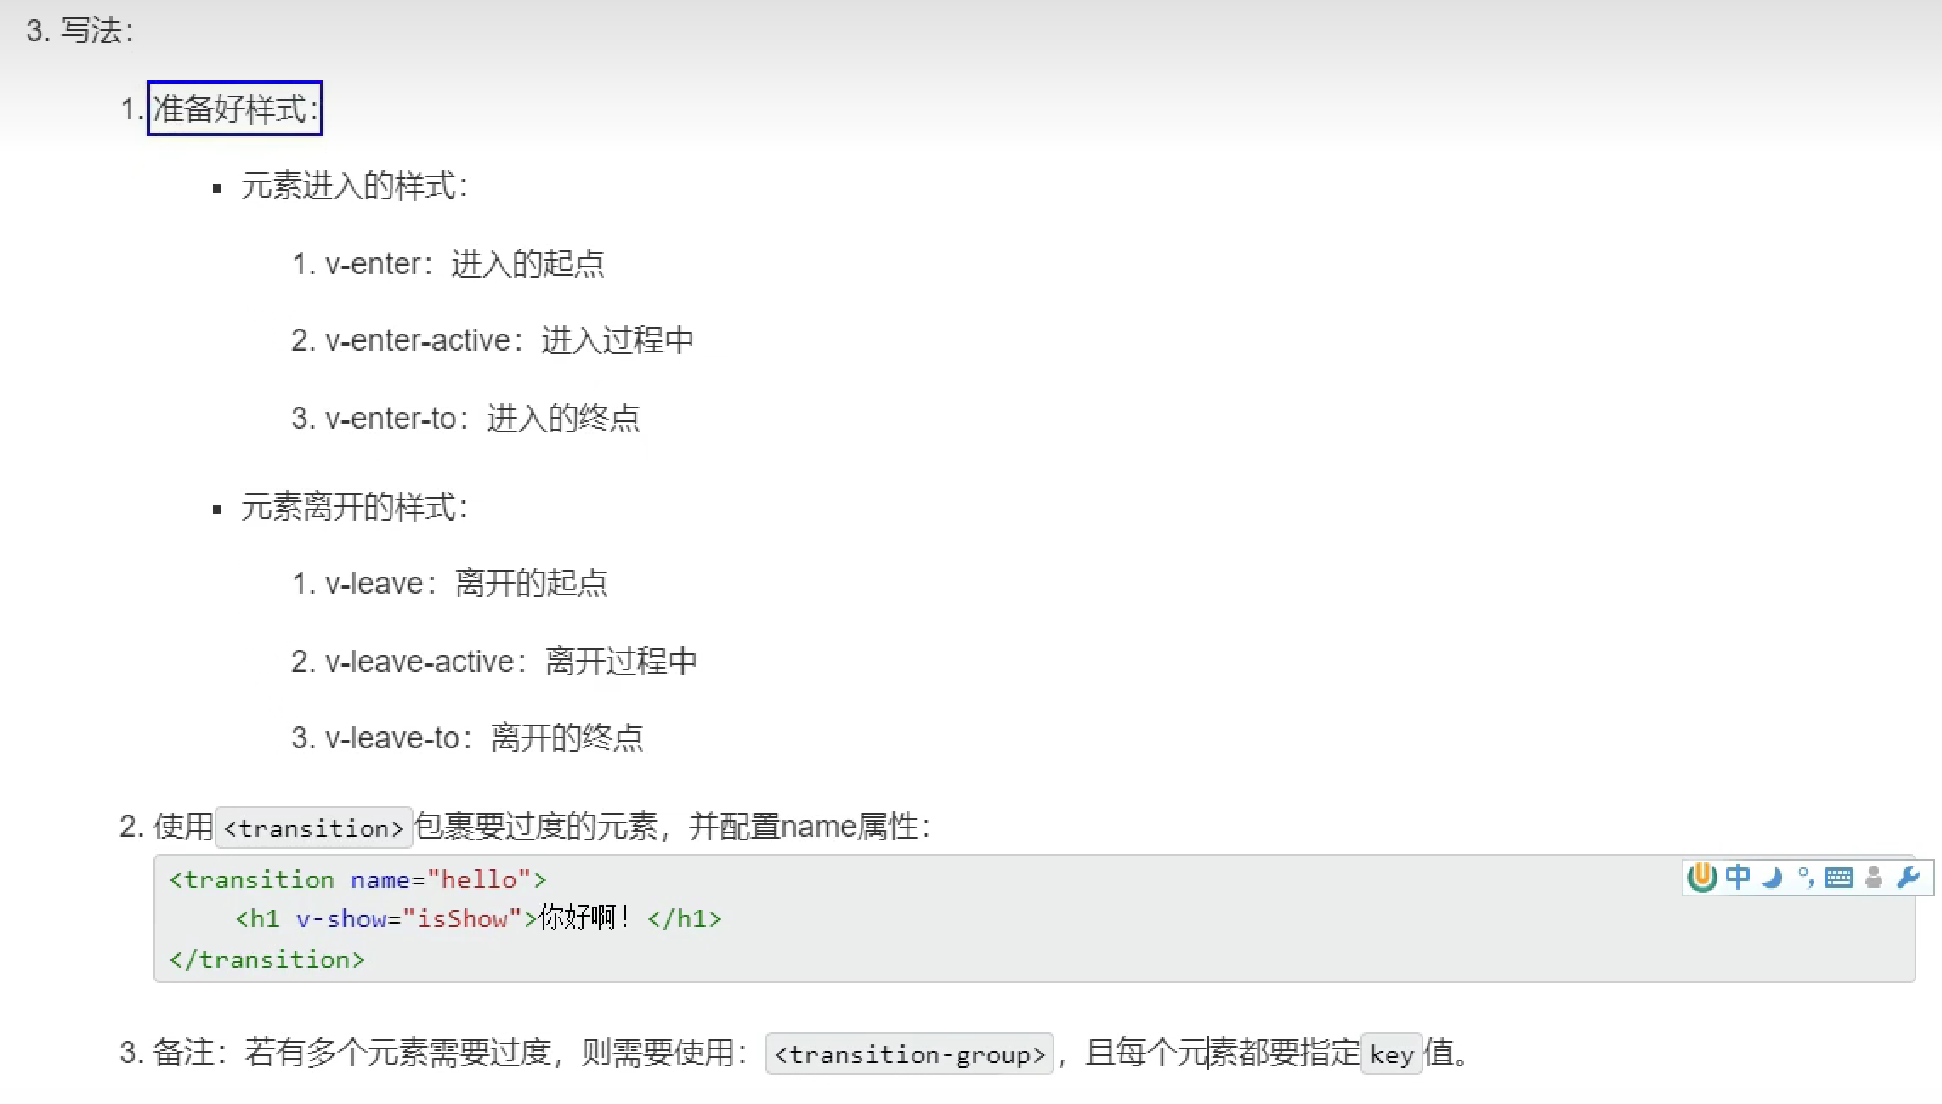 3. 写法：
1. 准备好样式：
▪ 元素进入的样式：
1. v-enter：进入的起点
2. v-enter-active：进入过程中
3. v-enter-to：进入的终点
▪ 元素离开的样式：
1. v-leave：离开的起点
2. v-leave-active：离开过程中
3. v-leave-to：离开的终点
2. 使用<transition>包裹要过度的元素，并配置name属性：
<transition name="hello">
<h1 v-show="isShow">你好啊！</h1>
</transition>
中
3. 备注：若有多个元素需要过度，则需要使用：<transition-group>，且每个元素都要指定key值。